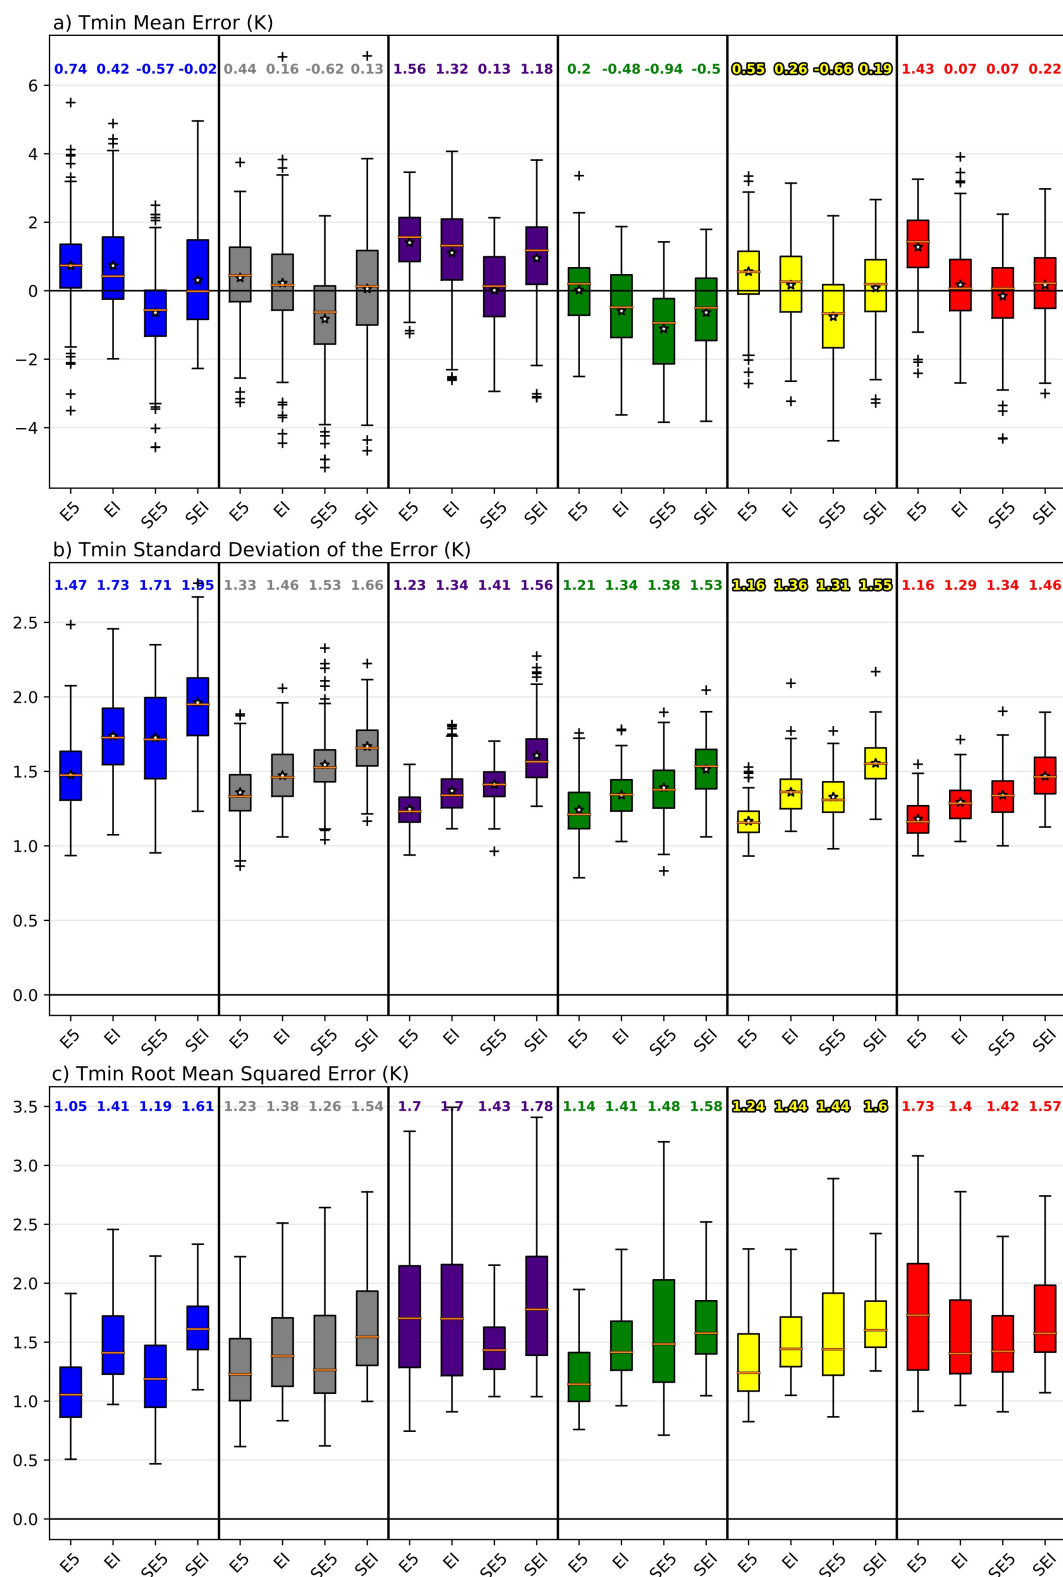 a) Tmin Mean Error (K)
0.74 0.42 -0.57 -0.02 0.44 0.16 -0.62 0.13 1.56 1.32 0.13 1.18 0.2 -0.48 -0.94 -0.5 0.55 0.26 -0.66 0.19 1.43 0.07 0.07 0.22
6
4
2
0
−2
−4
E5 EI SE5 SEI E5 EI SE5 SEI E5 EI SE5 SEI E5 EI SE5 SEI E5 EI SE5 SEI E5 EI SE5 SEI
b) Tmin Standard Deviation of the Error (K)
1.47 1.73 1.71 1.95 1.33 1.46 1.53 1.66 1.23 1.34 1.41 1.56 1.21 1.34 1.38 1.53 1.16 1.36 1.31 1.55 1.16 1.29 1.34 1.46
2.5
2.0
1.5
1.0
0.5
0.0
E5 EI SE5 SEI E5 EI SE5 SEI E5 EI SE5 SEI E5 EI SE5 SEI E5 EI SE5 SEI E5 EI SE5 SEI
c) Tmin Root Mean Squared Error (K)
3.5 1.05 1.41 1.19 1.61 1.23 1.38 1.26 1.54 1.7 1.7 1.43 1.78 1.14 1.41 1.48 1.58 1.24 1.44 1.44 1.6 1.73 1.4 1.42 1.57
3.0
2.5
2.0
1.5
1.0
0.5
0.0
E5 EI SE5 SEI E5 EI SE5 SEI E5 EI SE5 SEI E5 EI SE5 SEI E5 EI SE5 SEI E5 EI SE5 SEI